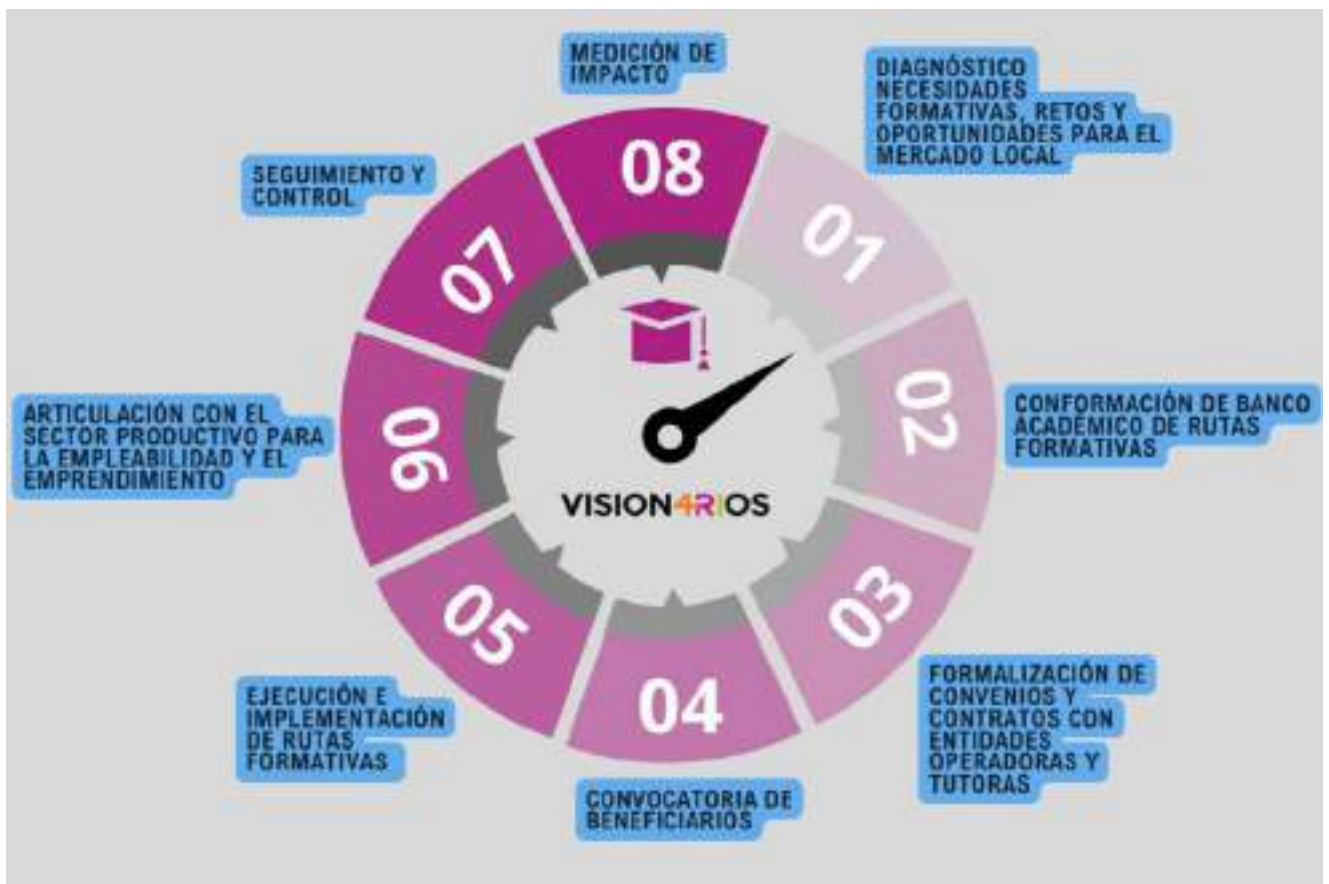 MEDICIÓN DE
IMPACTO
08
DIAGNÓSTICO
NECESIDADES
FORMATIVAS, RETOS Y
OPORTUNIDADES PARA EL
MERCADO LOCAL
01
02
CONFORMACIÓN DE BANCO
ACADÉMICO DE RUTAS
FORMATIVAS
03
FORMALIZACIÓN DE
CONVENIOS Y
CONTRATOS CON
ENTIDADES
OPERADORAS Y
TUTORAS
04
CONVOCATORIA DE
BENEFICIARIOS
05
EJECUCIÓN E
IMPLEMENTACIÓN
DE RUTAS
FORMATIVAS
06
ARTICULACIÓN CON EL
SECTOR PRODUCTIVO PARA
LA EMPLEABILIDAD Y EL
EMPRENDIMIENTO
07
SEGUIMIENTO Y
CONTROL
VISION4RIOS